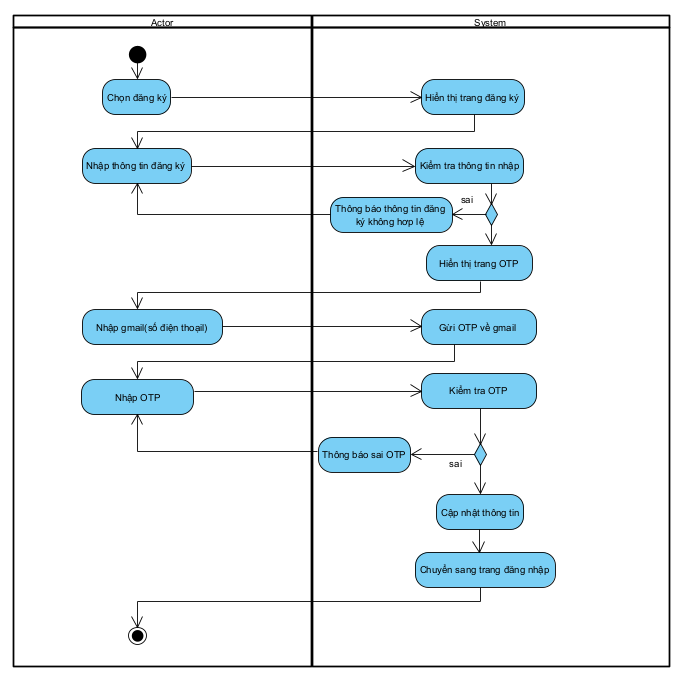 Actor
System
Chọn đăng ký
Hiển thị trang đăng ký
Nhập thông tin đăng ký
Kiểm tra thông tin nhập
sai
Thông báo thông tin đăng
ký không hơp lệ
Hiển thị trang OTP
Nhập gmail(số điện thoaiI)
Gửi OTP về gmail
Nhập OTP
Kiểm tra OTP
Thông báo sai OTP
sai
Cập nhật thông tin
Chuyển sang trang đăng nhập